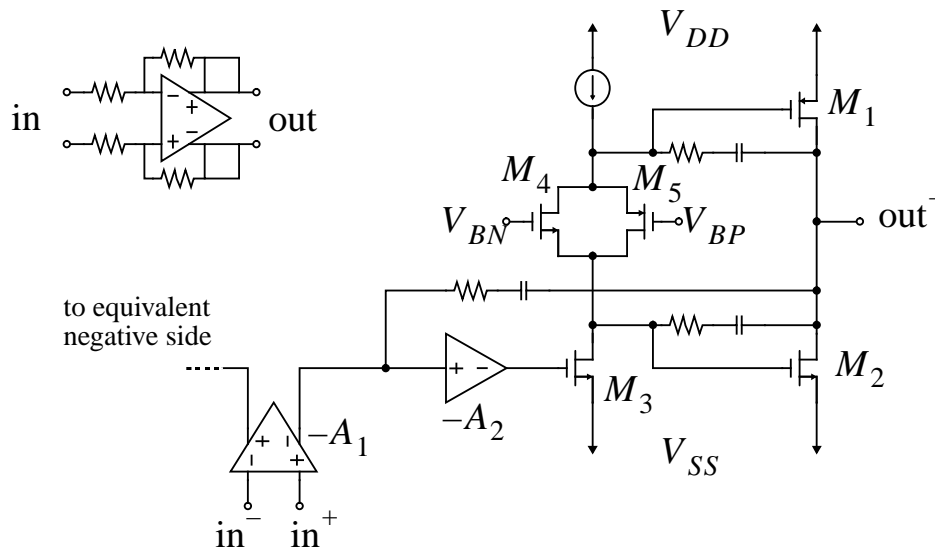 V_DD
in
out
M_1
M_4
M_5
V_BN
V_BP
out⁻
to equivalent
negative side
M_2
M_3
−A_1
−A_2
V_SS
in⁻
in⁺